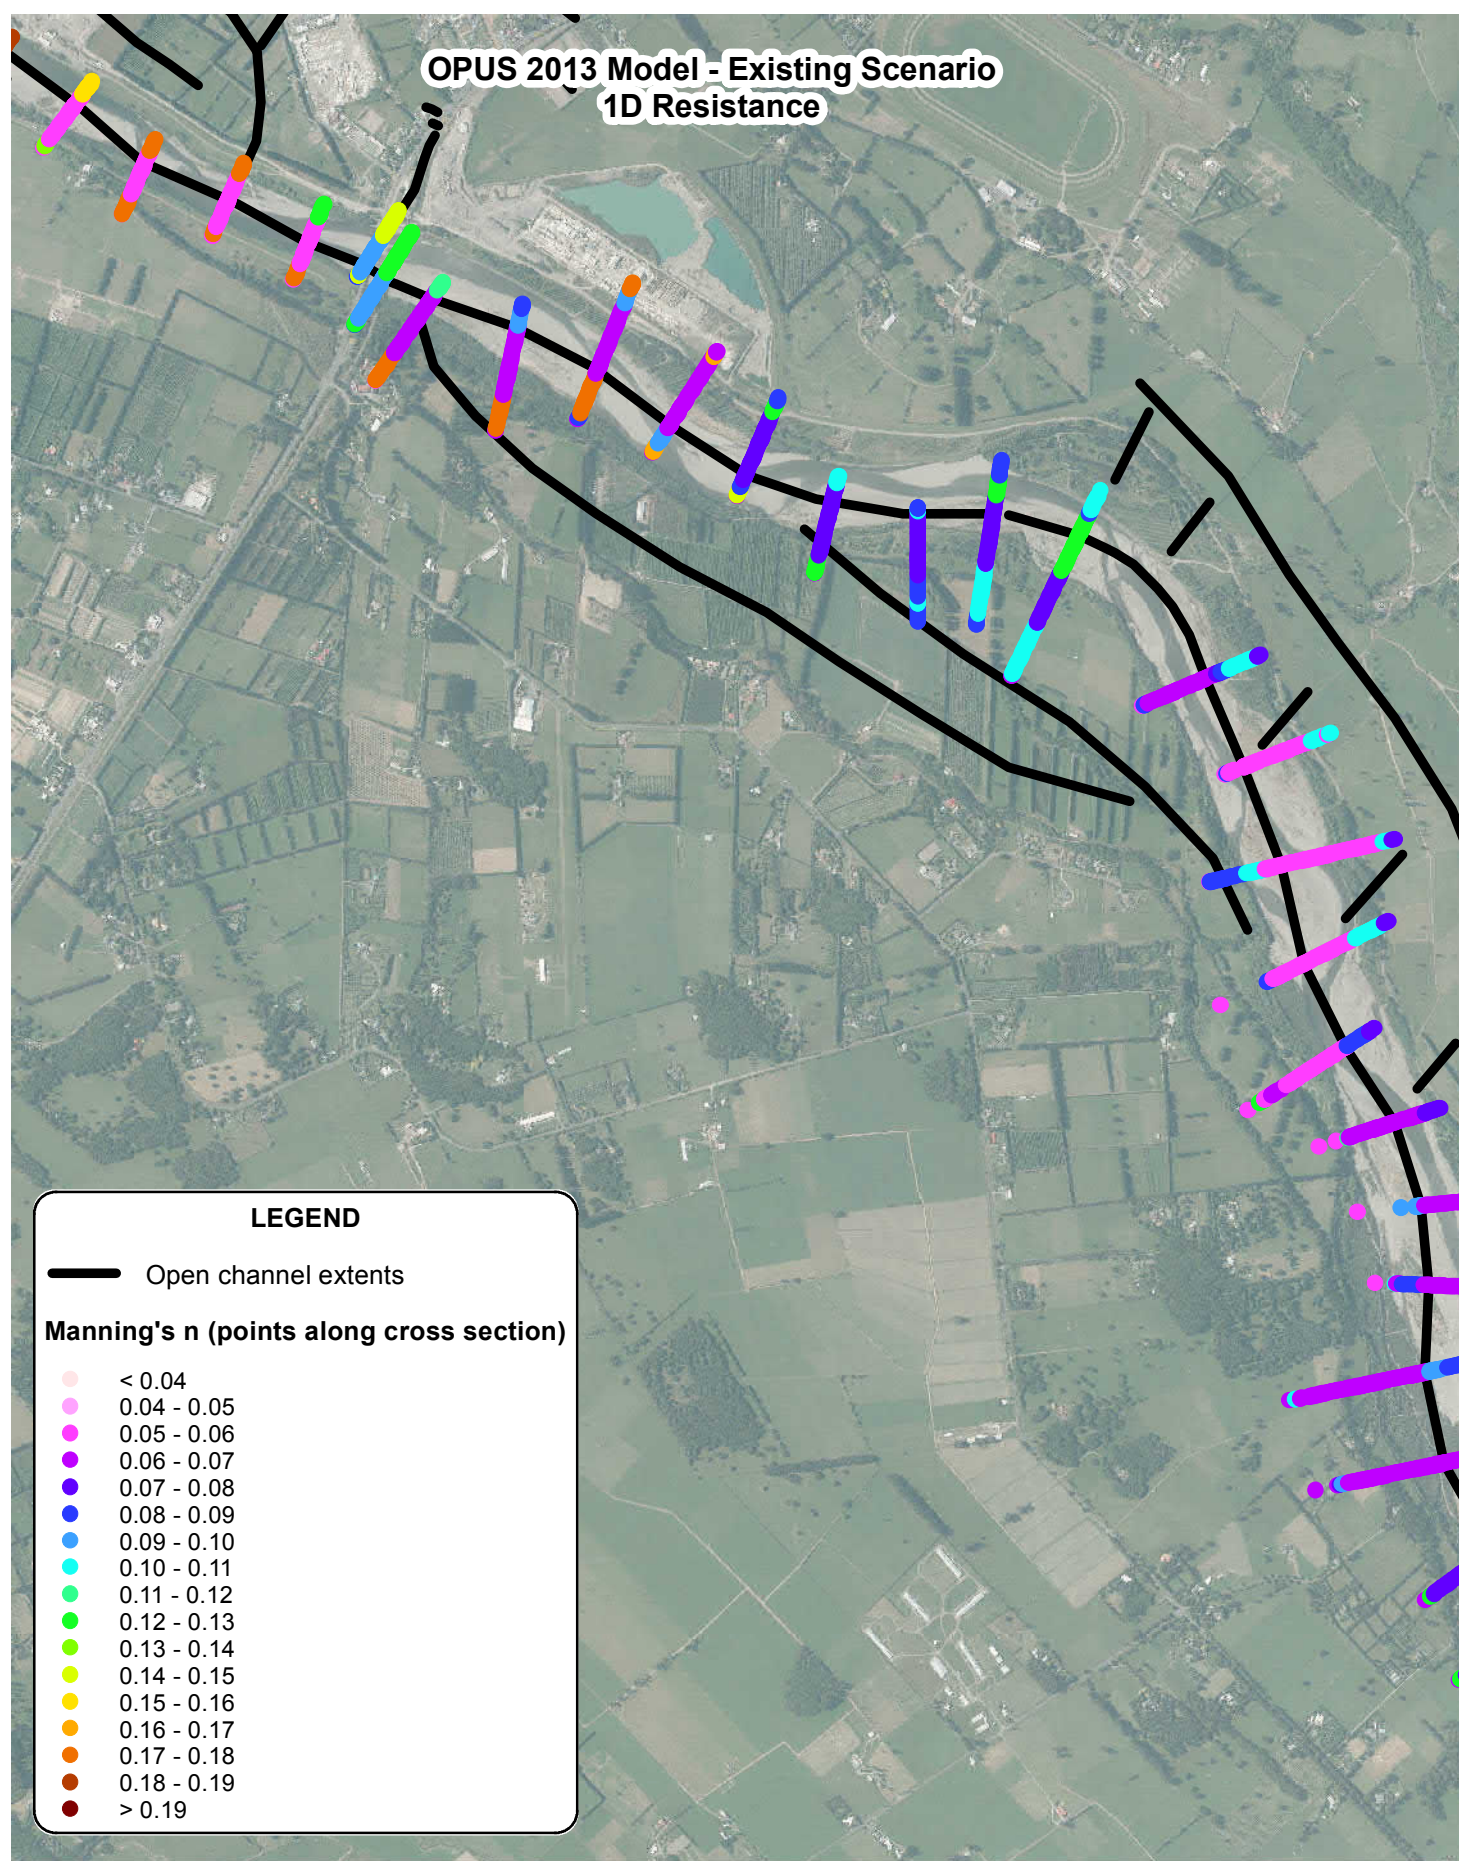 OPUS 2013 Model - Existing Scenario
1D Resistance
LEGEND
Open channel extents
Manning's n (points along cross section)
< 0.04
0.04 - 0.05
0.05 - 0.06
0.06 - 0.07
0.07 - 0.08
0.08 - 0.09
0.09 - 0.10
0.10 - 0.11
0.11 - 0.12
0.12 - 0.13
0.13 - 0.14
0.14 - 0.15
0.15 - 0.16
0.16 - 0.17
0.17 - 0.18
0.18 - 0.19
> 0.19